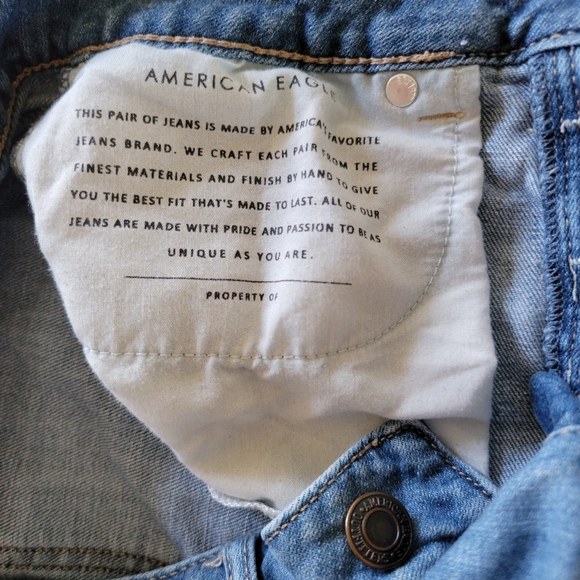 AMERICAN EAGLE
THIS PAIR OF JEANS IS MADE BY AMERICA'S FAVORITE
JEANS BRAND. WE CRAFT EACH PAIR FROM THE
FINEST MATERIALS AND FINISH BY HAND TO GIVE
YOU THE BEST FIT THAT'S MADE TO LAST. ALL OF OUR
JEANS ARE MADE WITH PRIDE AND PASSION TO BE AS
UNIQUE AS YOU ARE.
PROPERTY OF
AMERICAN